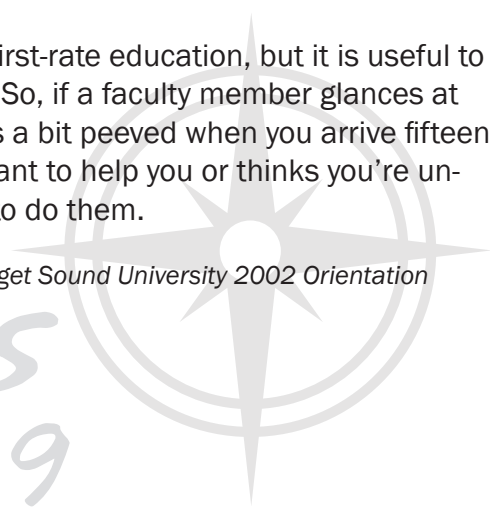 irst-rate education, but it is useful to
So, if a faculty member glances at
s a bit peeved when you arrive fifteen
ant to help you or thinks you’re un-
o do them.
get Sound University 2002 Orientation
s
9